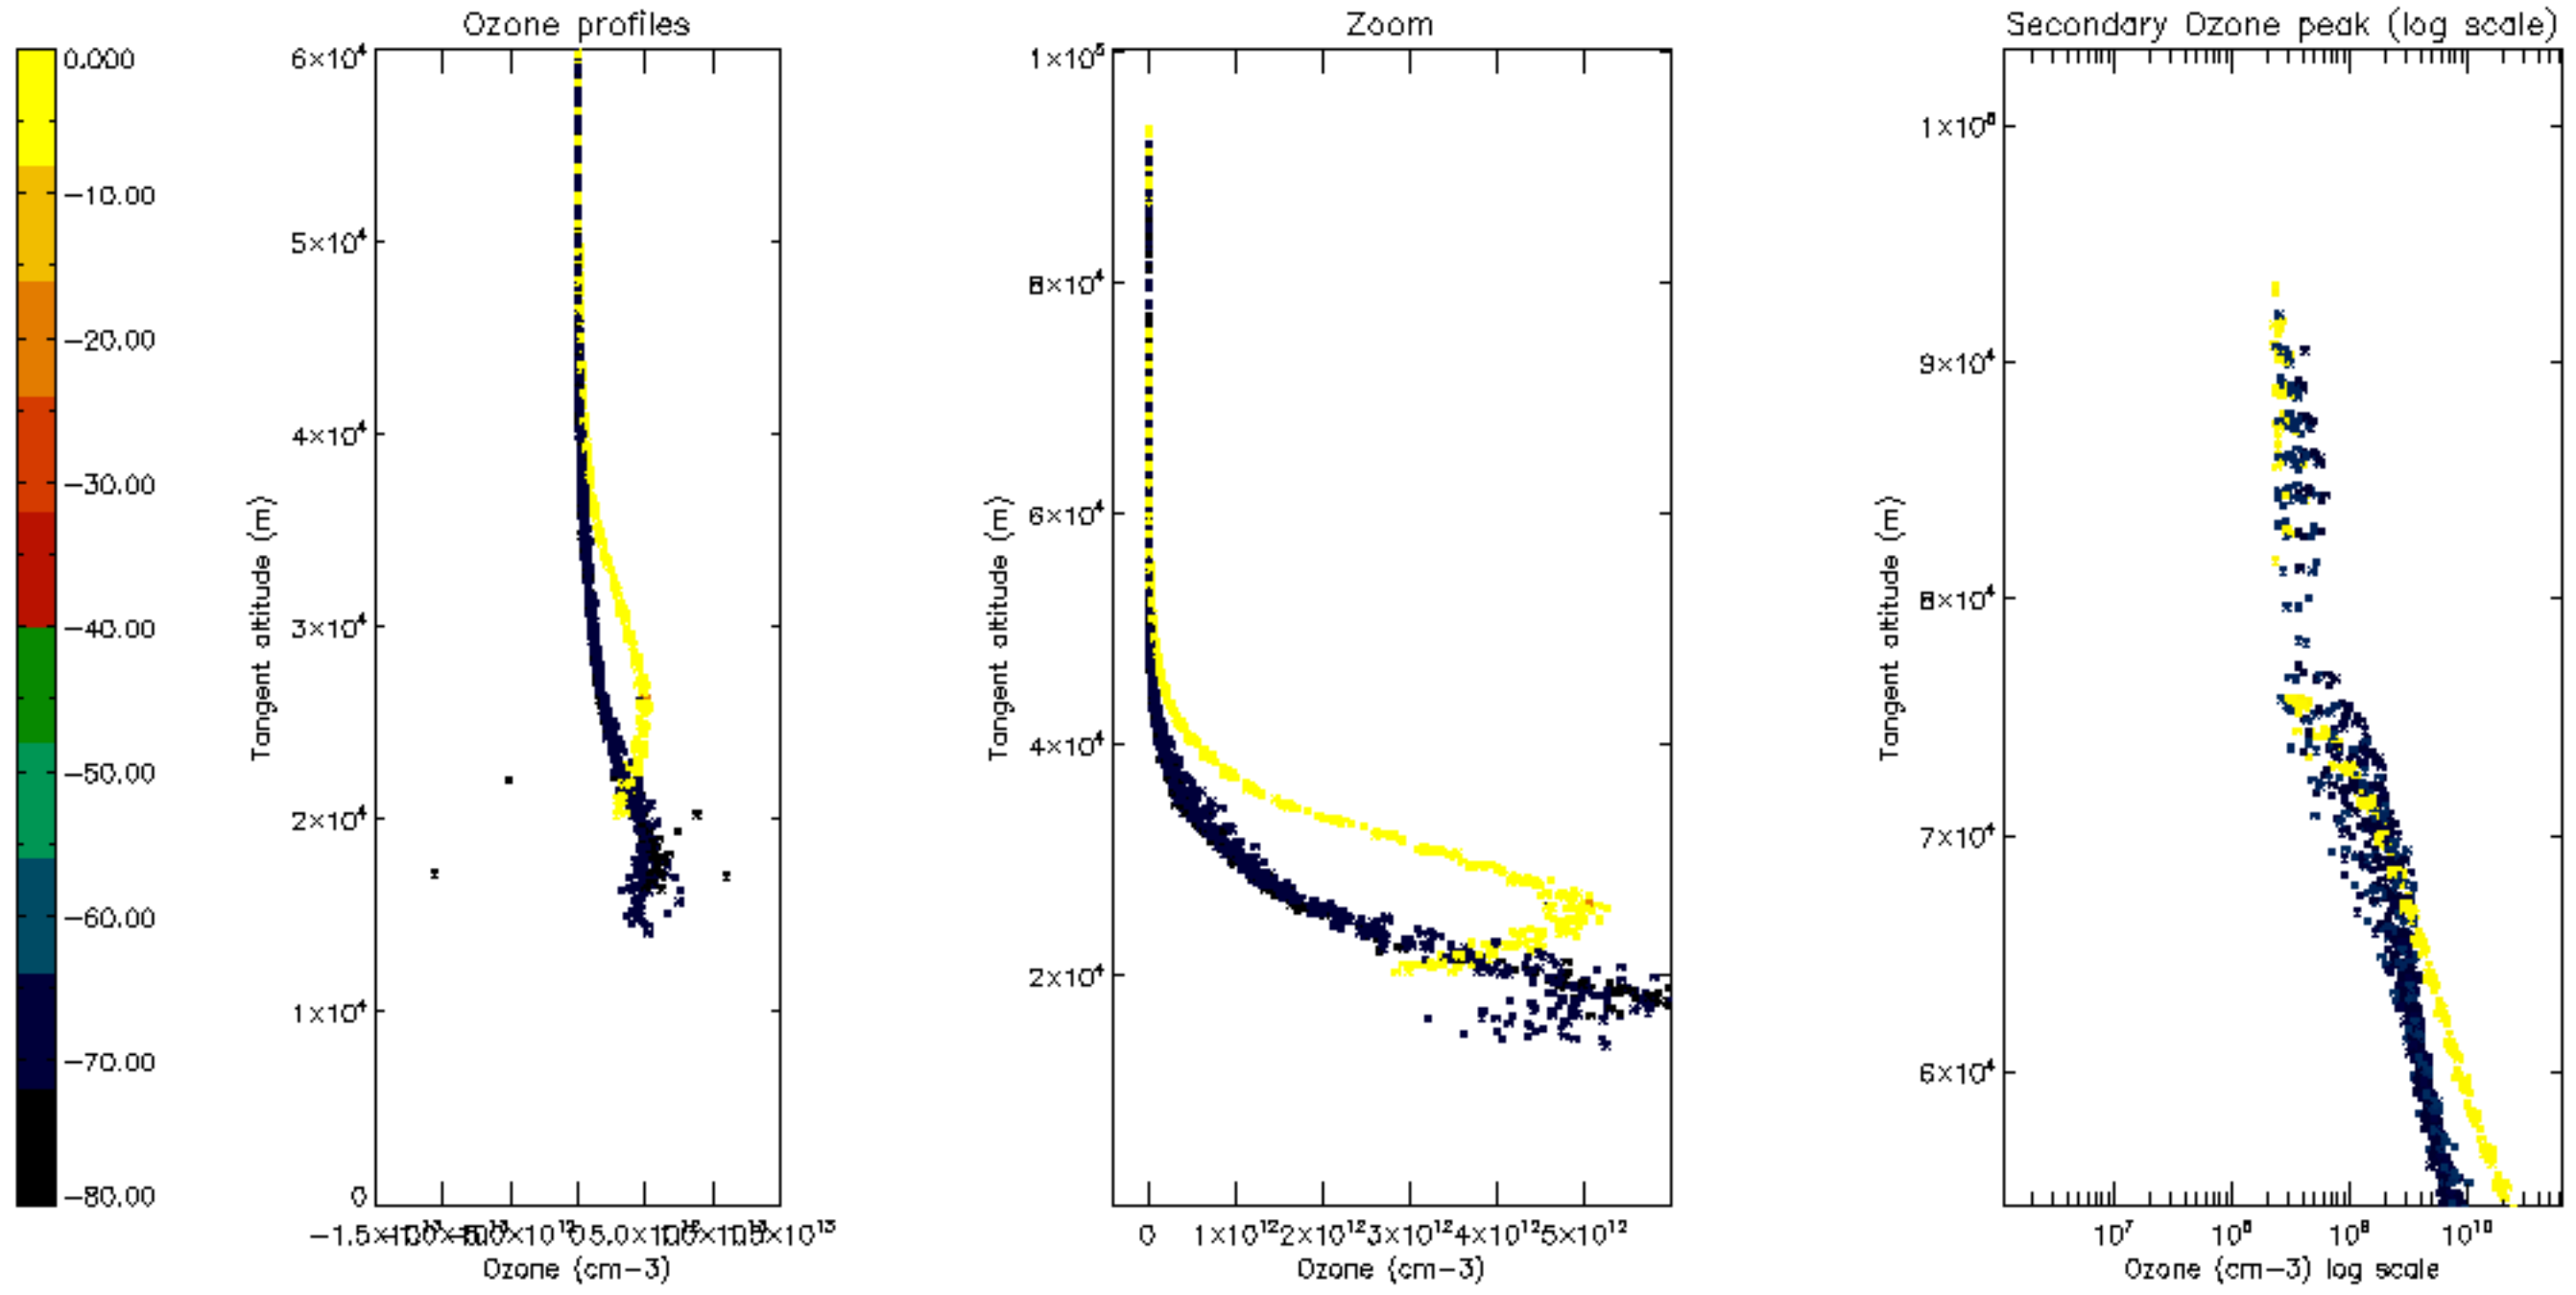 Ozone profiles
Zoom
Secondary Ozone peak (log scale)
0.000
−10.00
−20.00
−30.00
−40.00
−50.00
−60.00
−70.00
−80.00
6×10⁴
5×10⁴
4×10⁴
3×10⁴
2×10⁴
1×10⁴
0
Tangent altitude (m)
Ozone (cm−3)
1×10⁵
8×10⁴
6×10⁴
4×10⁴
2×10⁴
Tangent altitude (m)
0 1×10¹² 2×10¹² 3×10¹² 4×10¹² 5×10¹²
Ozone (cm−3)
1×10⁵
9×10⁴
8×10⁴
7×10⁴
6×10⁴
Tangent altitude (m)
10⁷ 10⁸ 10⁹ 10¹⁰
Ozone (cm−3) log scale